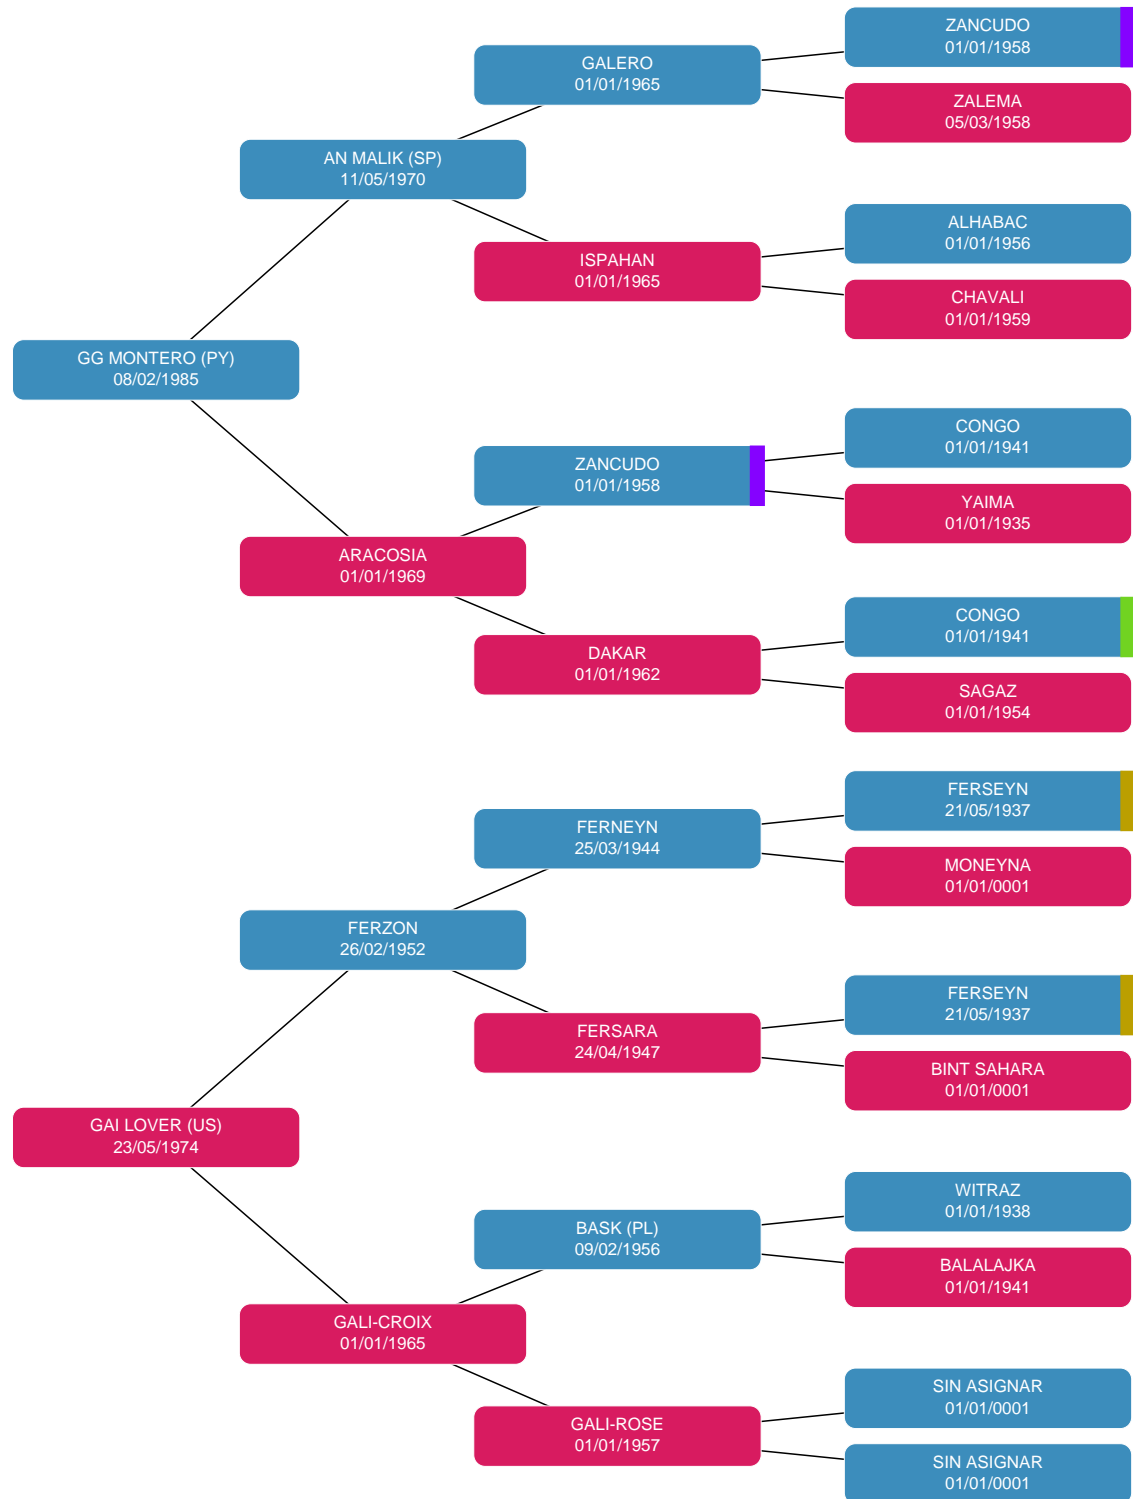 ZANCUDO
01/01/1958
GALERO
01/01/1965
ZALEMA
05/03/1958
AN MALIK (SP)
11/05/1970
ALHABAC
01/01/1956
ISPAHAN
01/01/1965
CHAVALI
01/01/1959
GG MONTERO (PY)
08/02/1985
CONGO
01/01/1941
ZANCUDO
01/01/1958
YAIMA
01/01/1935
ARACOSIA
01/01/1969
CONGO
01/01/1941
DAKAR
01/01/1962
SAGAZ
01/01/1954
FERSEYN
21/05/1937
FERNEYN
25/03/1944
MONEYNA
01/01/0001
FERZON
26/02/1952
FERSEYN
21/05/1937
FERSARA
24/04/1947
BINT SAHARA
01/01/0001
GAI LOVER (US)
23/05/1974
WITRAZ
01/01/1938
BASK (PL)
09/02/1956
BALALAJKA
01/01/1941
GALI-CROIX
01/01/1965
SIN ASIGNAR
01/01/0001
GALI-ROSE
01/01/1957
SIN ASIGNAR
01/01/0001